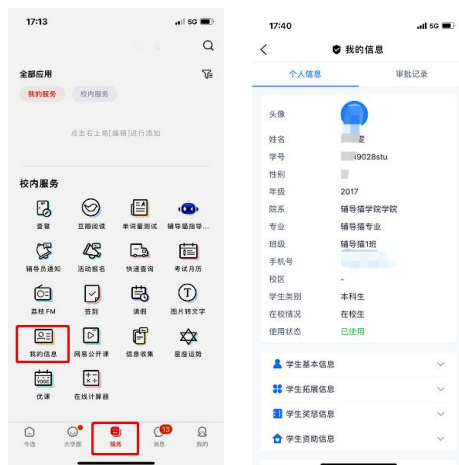 17:13
5G
全部应用
我的服务
校内服务
点击右上角[编辑]进行添加
校内服务
查寝
豆瓣阅读
单词量测试
辅导猫指导...
辅导员通知
活动报名
快递查询
考试月历
荔枝FM
签到
请假
图片转文字
我的信息
网易公开课
信息收集
星座运势
优课
在线计算器
今选
大学圈
服务
13
消息
我的
17:40
5G
我的信息
个人信息
审批记录
头像
姓名
学号
i9028stu
性别
年级
2017
院系
辅导猫学院学院
专业
辅导猫专业
班级
辅导猫1班
手机号
校区
-
学生类别
本科生
在校情况
在校生
使用状态
已使用
学生基本信息
学生拓展信息
学生奖惩信息
学生资助信息